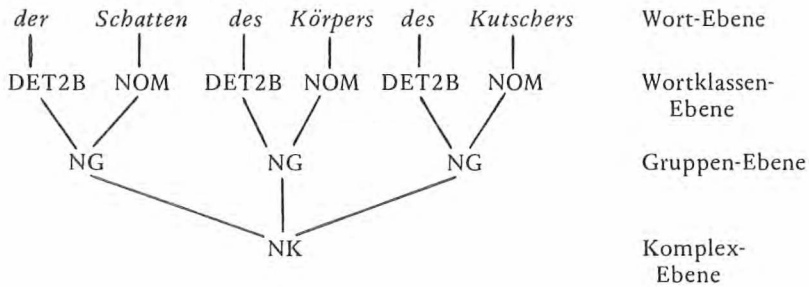 der Schatten des Körpers des Kutschers Wort-Ebene
DET2B NOM DET2B NOM DET2B NOM Wortklassen-
Ebene
NG NG NG Gruppen-Ebene
NK Komplex-
Ebene